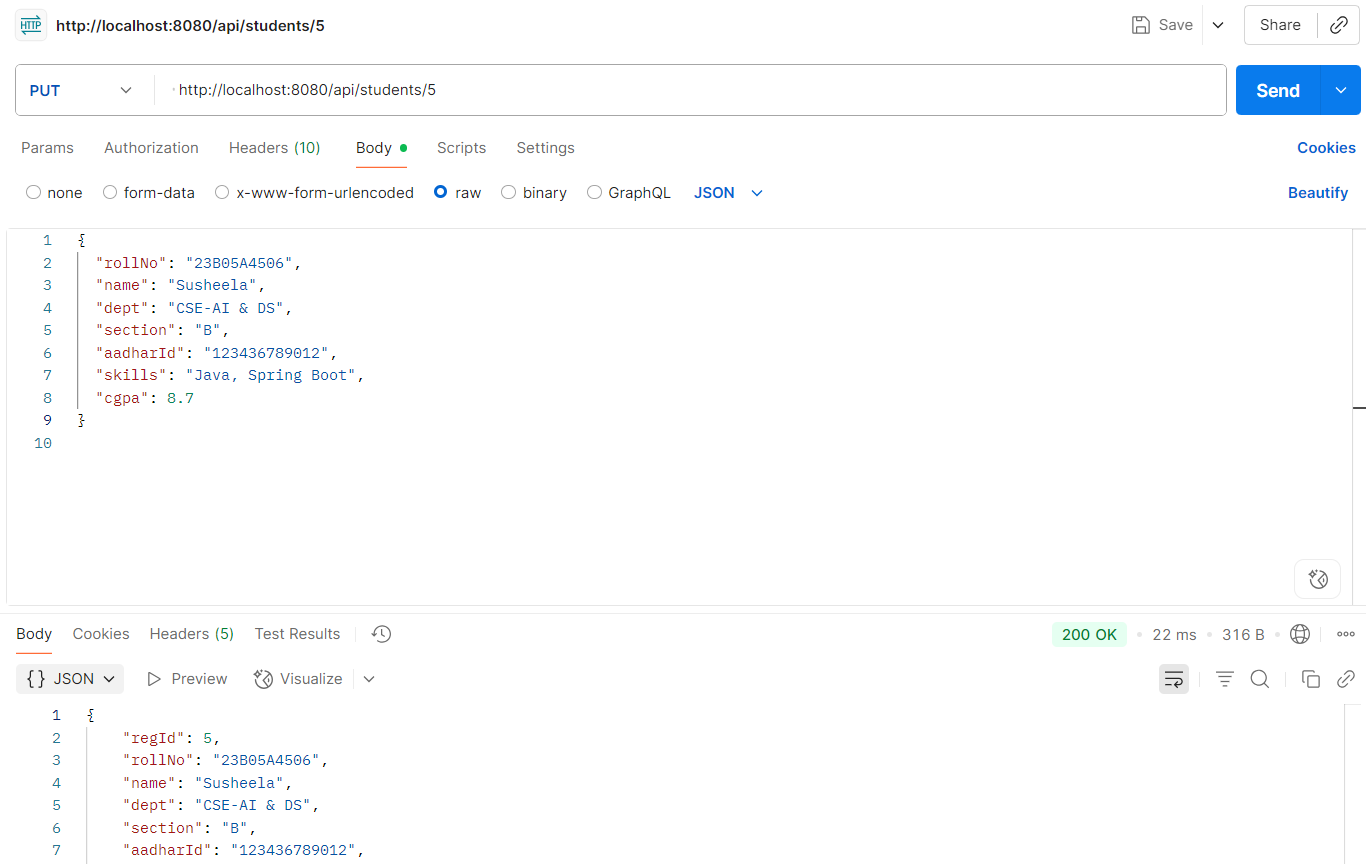 HTTP http://localhost:8080/api/students/5 Save Share
PUT http://localhost:8080/api/students/5 Send
Params Authorization Headers (10) Body Scripts Settings Cookies
none form-data x-www-form-urlencoded raw binary GraphQL JSON Beautify
1 {
2 "rollNo": "23B05A4506",
3 "name": "Susheela",
4 "dept": "CSE-AI & DS",
5 "section": "B",
6 "aadharId": "123436789012",
7 "skills": "Java, Spring Boot",
8 "cgpa": 8.7
9 }
10
Body Cookies Headers (5) Test Results 200 OK 22 ms 316 B
{} JSON Preview Visualize
1 {
2 "regId": 5,
3 "rollNo": "23B05A4506",
4 "name": "Susheela",
5 "dept": "CSE-AI & DS",
6 "section": "B",
7 "aadharId": "123436789012",